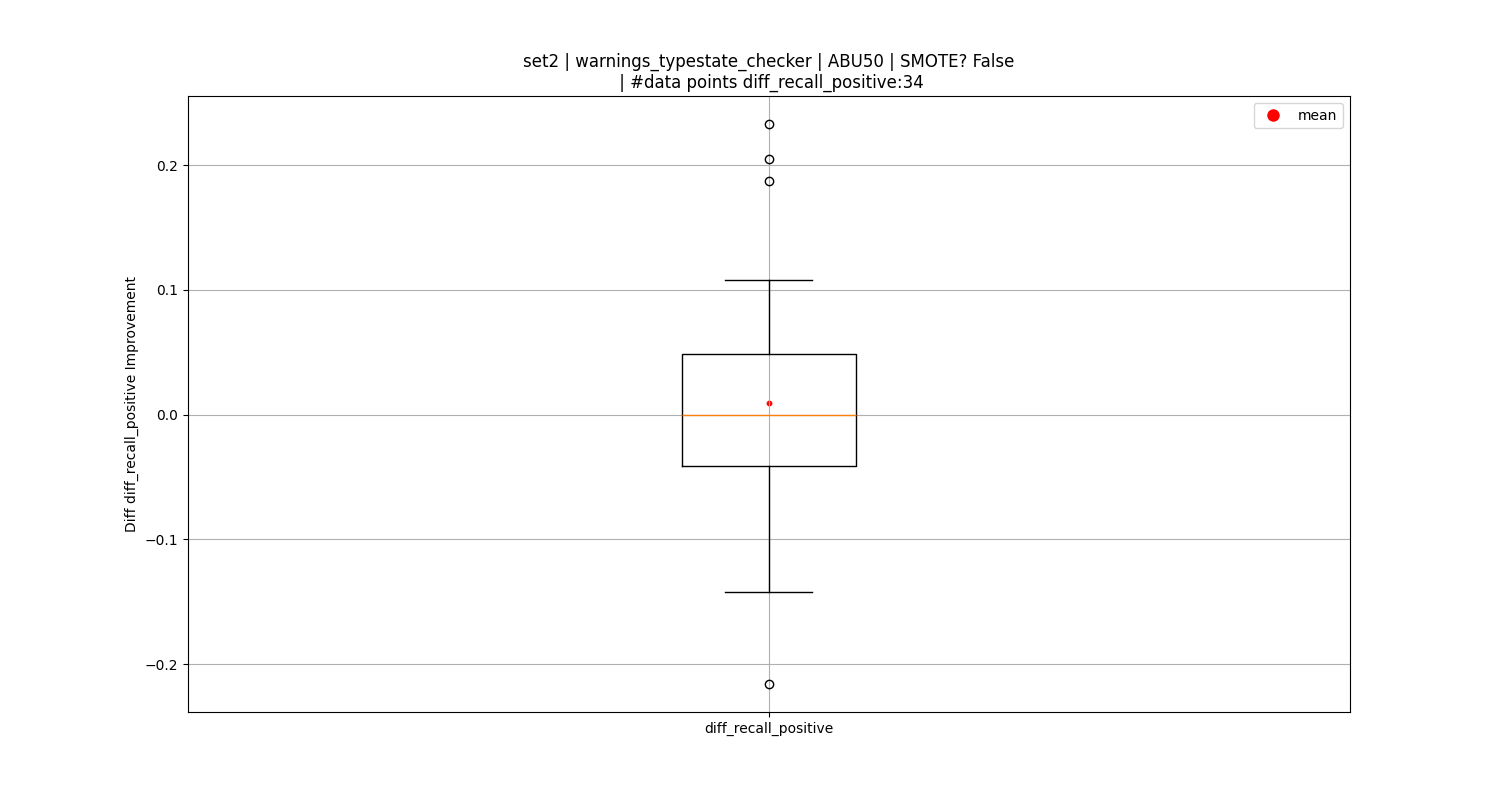 set2 | warnings_typestate_checker | ABU50 | SMOTE? False
| #data points diff_recall_positive:34
mean
0.2
0.1
0.0
−0.1
−0.2
Diff diff_recall_positive Improvement
diff_recall_positive